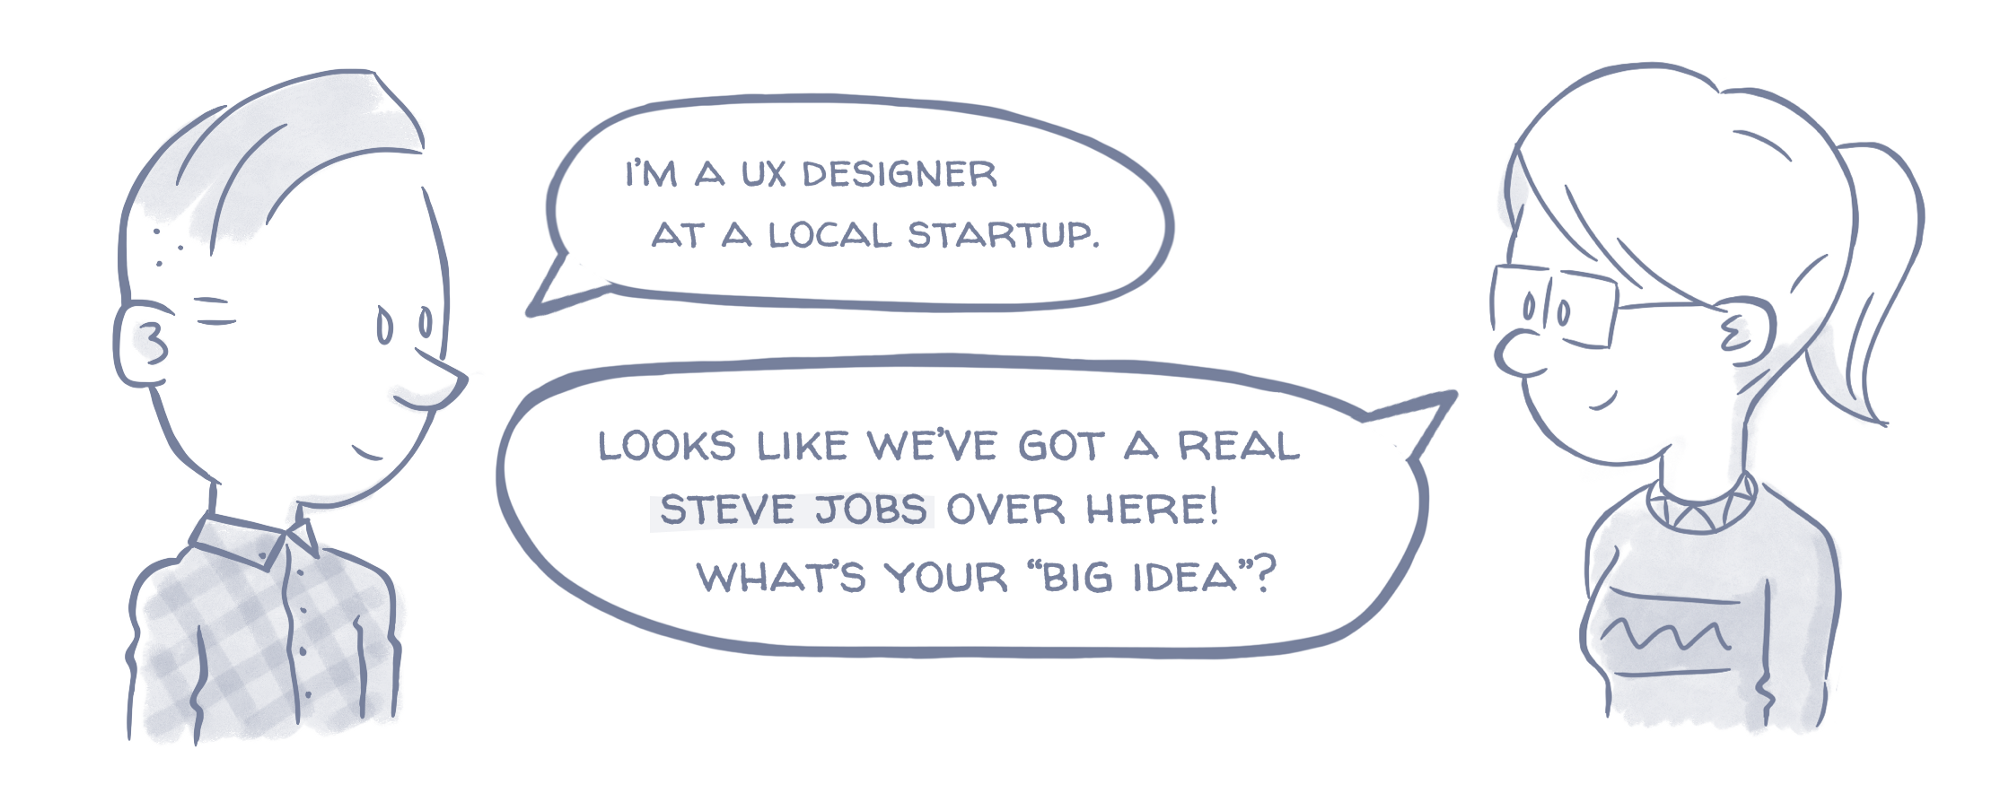 I'M A UX DESIGNER
AT A LOCAL STARTUP.
LOOKS LIKE WE'VE GOT A REAL
STEVE JOBS OVER HERE!
WHAT'S YOUR “BIG IDEA”?